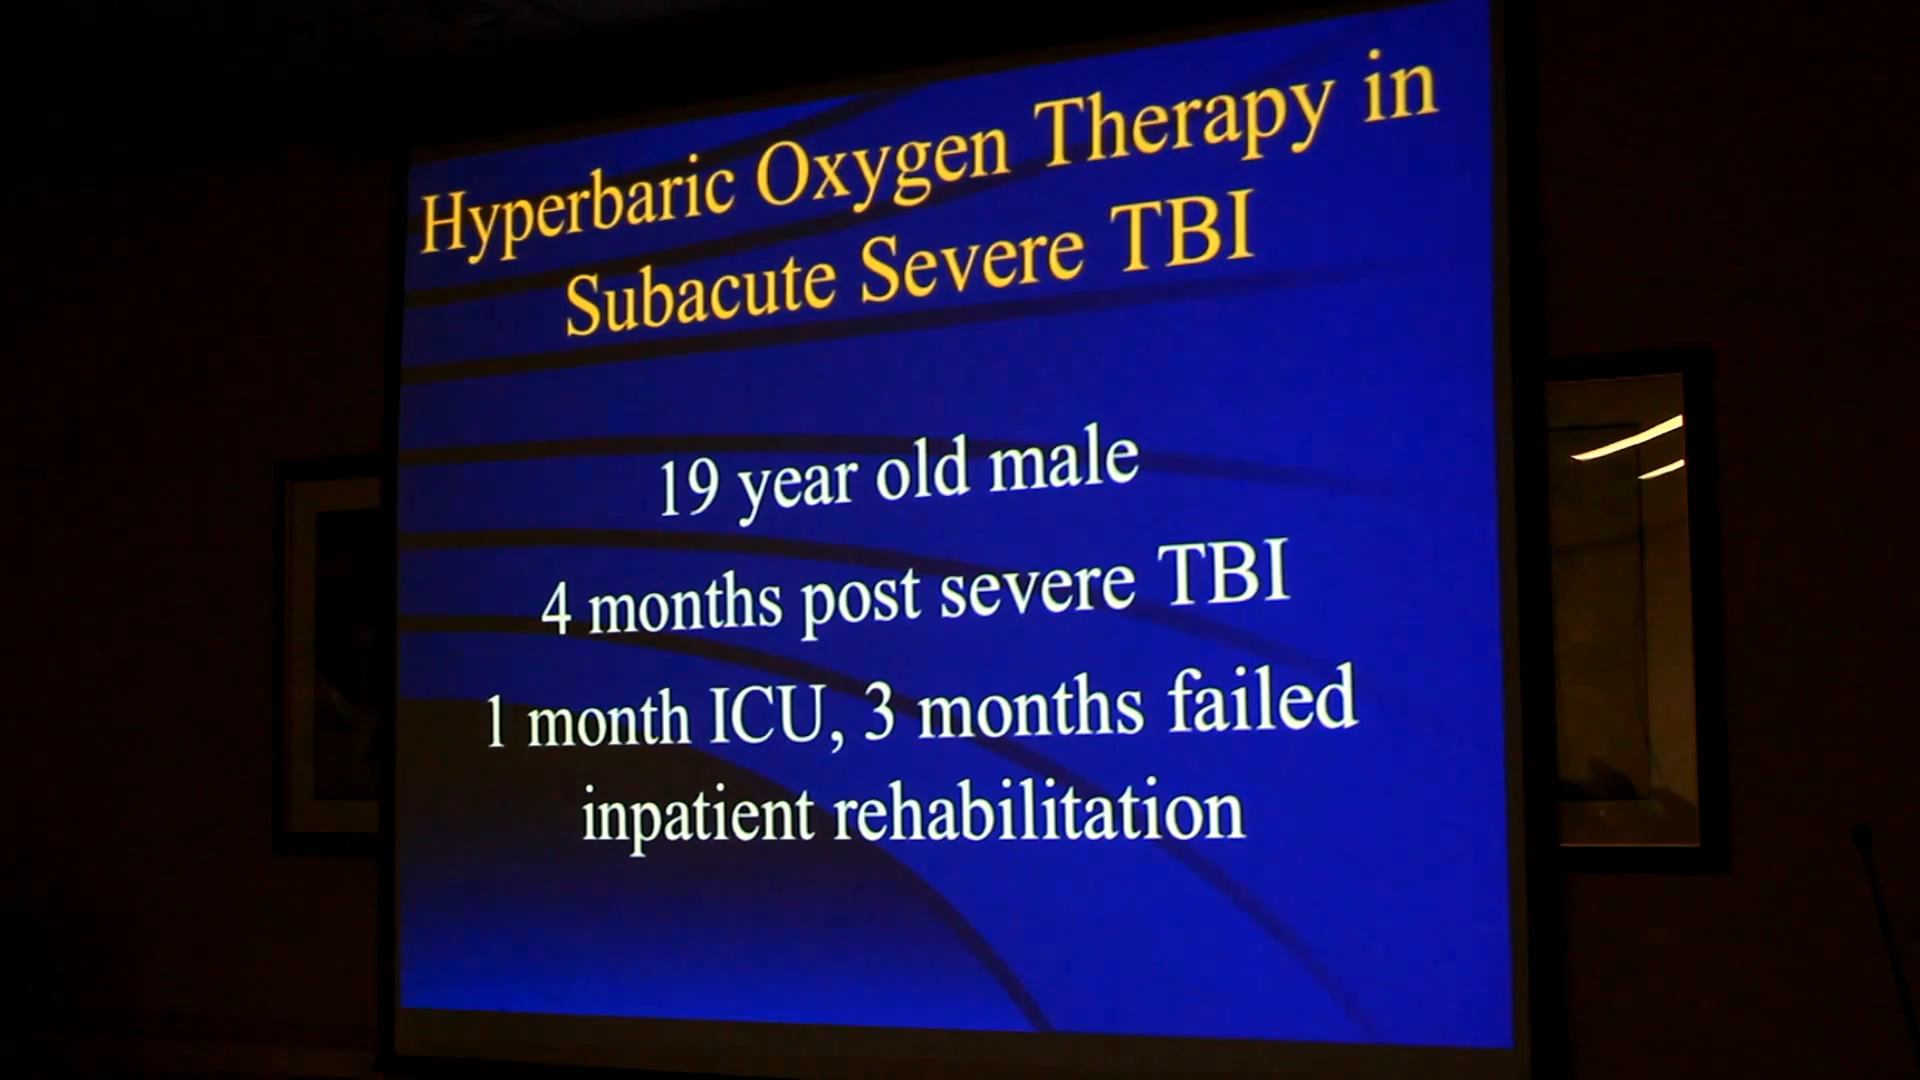 Hyperbaric Oxygen Therapy in
Subacute Severe TBI
19 year old male
4 months post severe TBI
1 month ICU, 3 months failed
inpatient rehabilitation